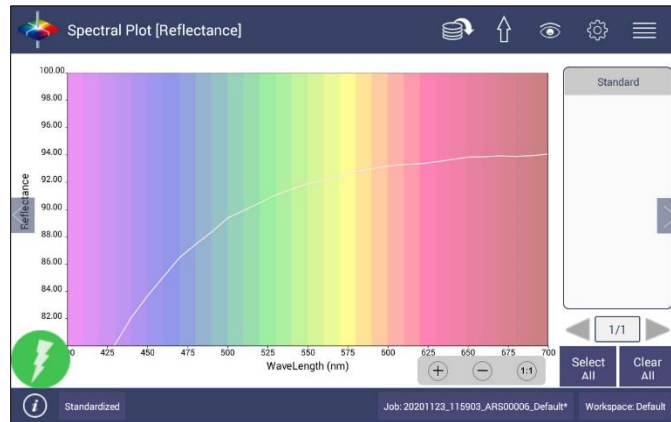 Spectral Plot [Reflectance]
100.00
98.00
96.00
94.00
92.00
90.00
88.00
86.00
84.00
82.00
Reflectance
425 450 475 500 525 550 575 600 625 650 675 700
WaveLength (nm)
1:1
Standard
1/1
Select All
Clear All
i
Standardized
Job: 20201123_115903_ARS00006_Default*
Workspace: Default